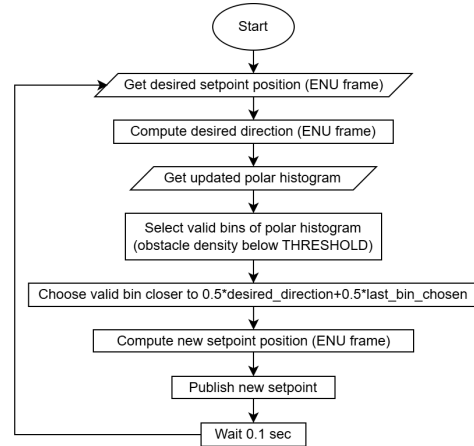 Start
Get desired setpoint position (ENU frame)
Compute desired direction (ENU frame)
Get updated polar histogram
Select valid bins of polar histogram
(obstacle density below THRESHOLD)
Choose valid bin closer to 0.5*desired_direction+0.5*last_bin_chosen
Compute new setpoint position (ENU frame)
Publish new setpoint
Wait 0.1 sec